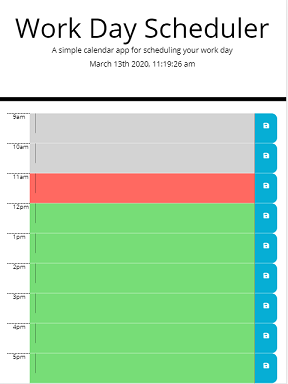 Work Day Scheduler
A simple calendar app for scheduling your work day
March 13th 2020, 11:19:26 am
9am
10am
11am
12pm
1pm
2pm
3pm
4pm
5pm